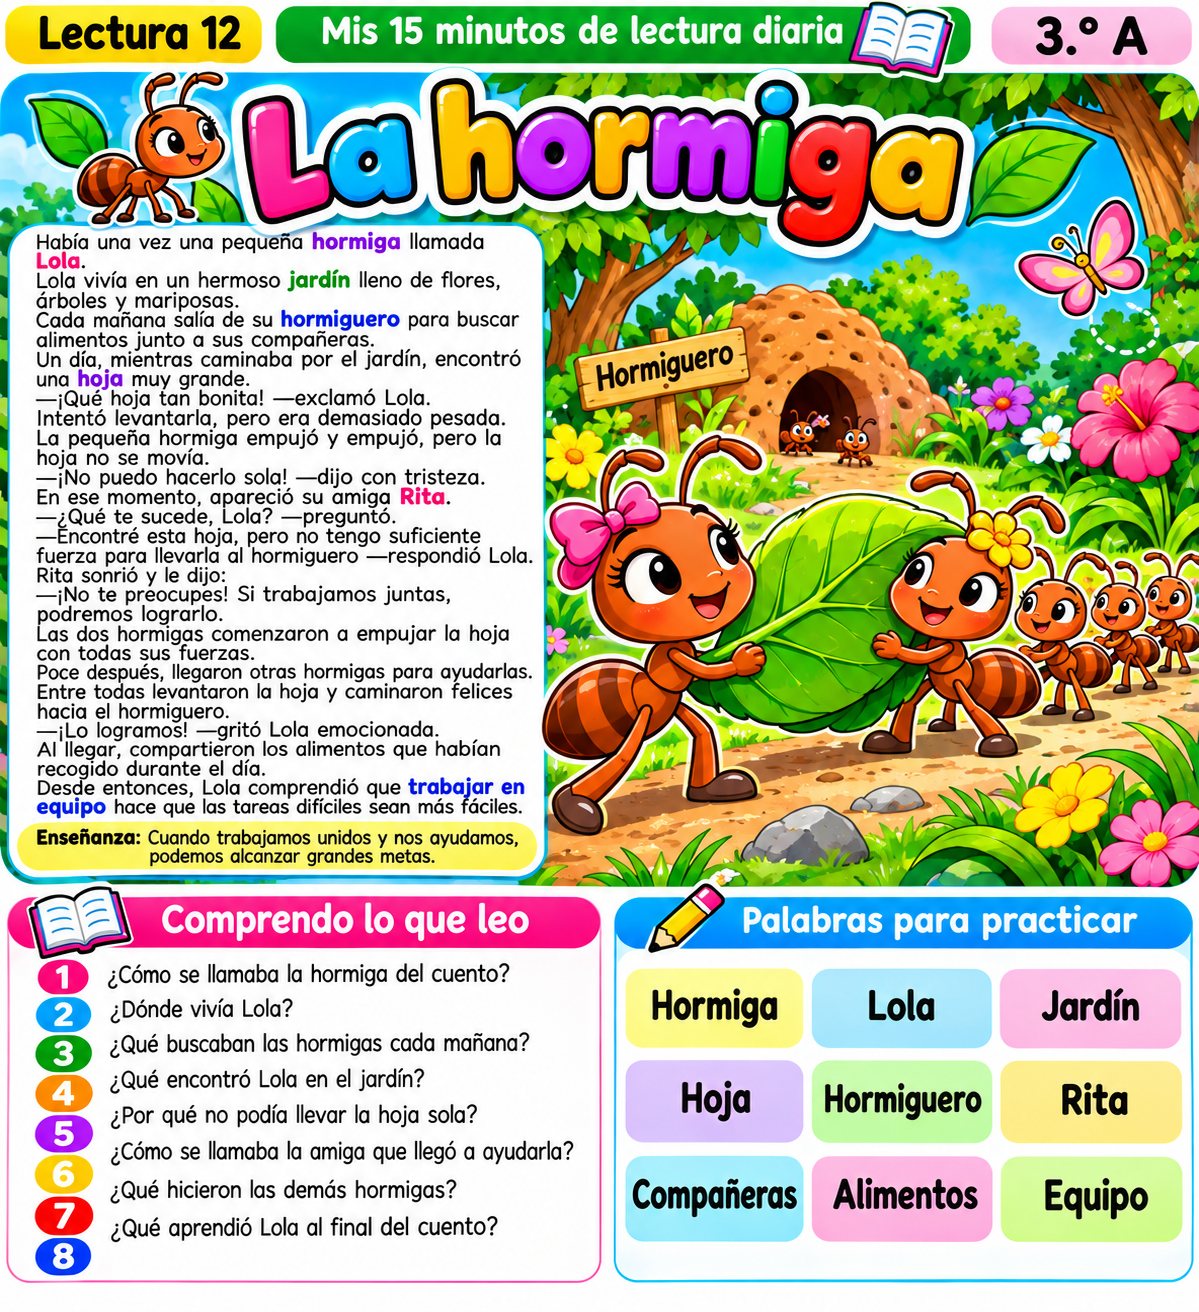 Lectura 12
Mis 15 minutos de lectura diaria
3.° A
La hormiga
Había una vez una pequeña hormiga llamada
Lola.
Lola vivía en un hermoso jardín lleno de flores,
árboles y mariposas.
Cada mañana salía de su hormiguero para buscar
alimentos junto a sus compañeras.
Un día, mientras caminaba por el jardín, encontró
una hoja muy grande.
—¡Qué hoja tan bonita! —exclamó Lola.
Intentó levantarla, pero era demasiado pesada.
La pequeña hormiga empujó y empujó, pero la
hoja no se movía.
—¡No puedo hacerlo sola! —dijo con tristeza.
En ese momento, apareció su amiga Rita.
—¿Qué te sucede, Lola? —preguntó.
—Encontré esta hoja, pero no tengo suficiente
fuerza para llevarla al hormiguero —respondió Lola.
Rita sonrió y le dijo:
—¡No te preocupes! Si trabajamos juntas,
podremos lograrlo.
Las dos hormigas comenzaron a empujar la hoja
con todas sus fuerzas.
Poce después, llegaron otras hormigas para ayudarlas.
Entre todas levantaron la hoja y caminaron felices
hacia el hormiguero.
—¡Lo logramos! —gritó Lola emocionada.
Al llegar, compartieron los alimentos que habían
recogido durante el día.
Desde entonces, Lola comprendió que trabajar en
equipo hace que las tareas difíciles sean más fáciles.
Enseñanza: Cuando trabajamos unidos y nos ayudamos,
podemos alcanzar grandes metas.
Hormiguero
Comprendo lo que leo
1 ¿Cómo se llamaba la hormiga del cuento?
2 ¿Dónde vivía Lola?
3 ¿Qué buscaban las hormigas cada mañana?
4 ¿Qué encontró Lola en el jardín?
5 ¿Por qué no podía llevar la hoja sola?
6 ¿Cómo se llamaba la amiga que llegó a ayudarla?
7 ¿Qué hicieron las demás hormigas?
8 ¿Qué aprendió Lola al final del cuento?
Palabras para practicar
Hormiga Lola Jardín
Hoja Hormiguero Rita
Compañeras Alimentos Equipo